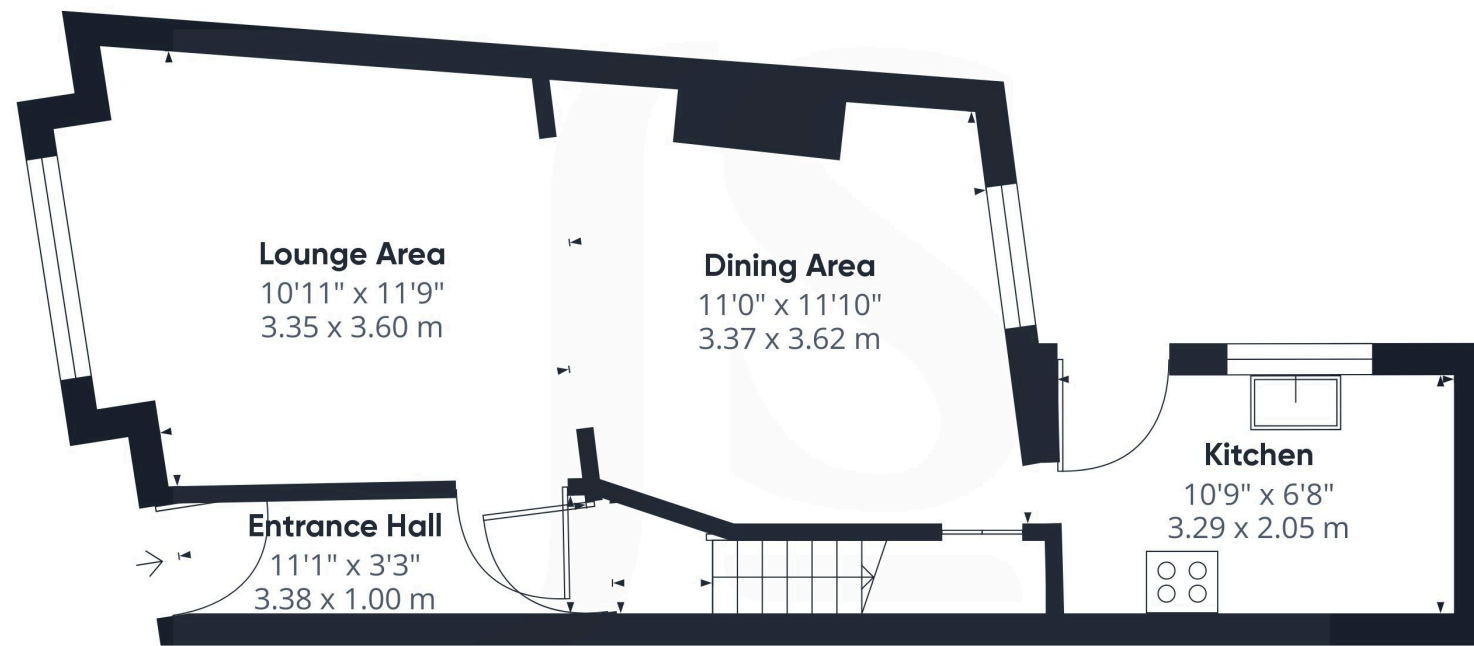 Lounge Area
10'11" x 11'9"
3.35 x 3.60 m
Dining Area
11'0" x 11'10"
3.37 x 3.62 m
Kitchen
10'9" x 6'8"
3.29 x 2.05 m
Entrance Hall
11'1" x 3'3"
3.38 x 1.00 m